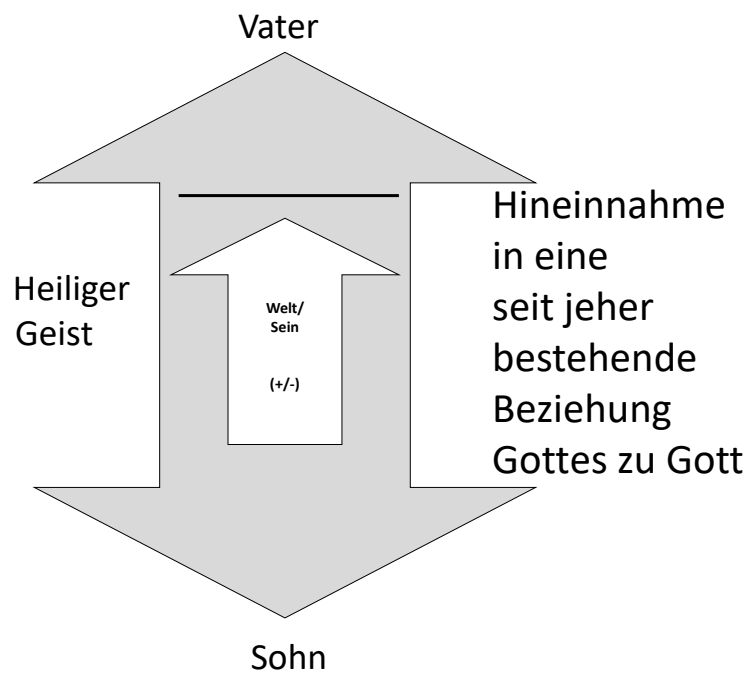 Vater
Heiliger
Geist
Welt/
Sein
(+/-)
Hineinnahme
in eine
seit jeher
bestehende
Beziehung
Gottes zu Gott
Sohn